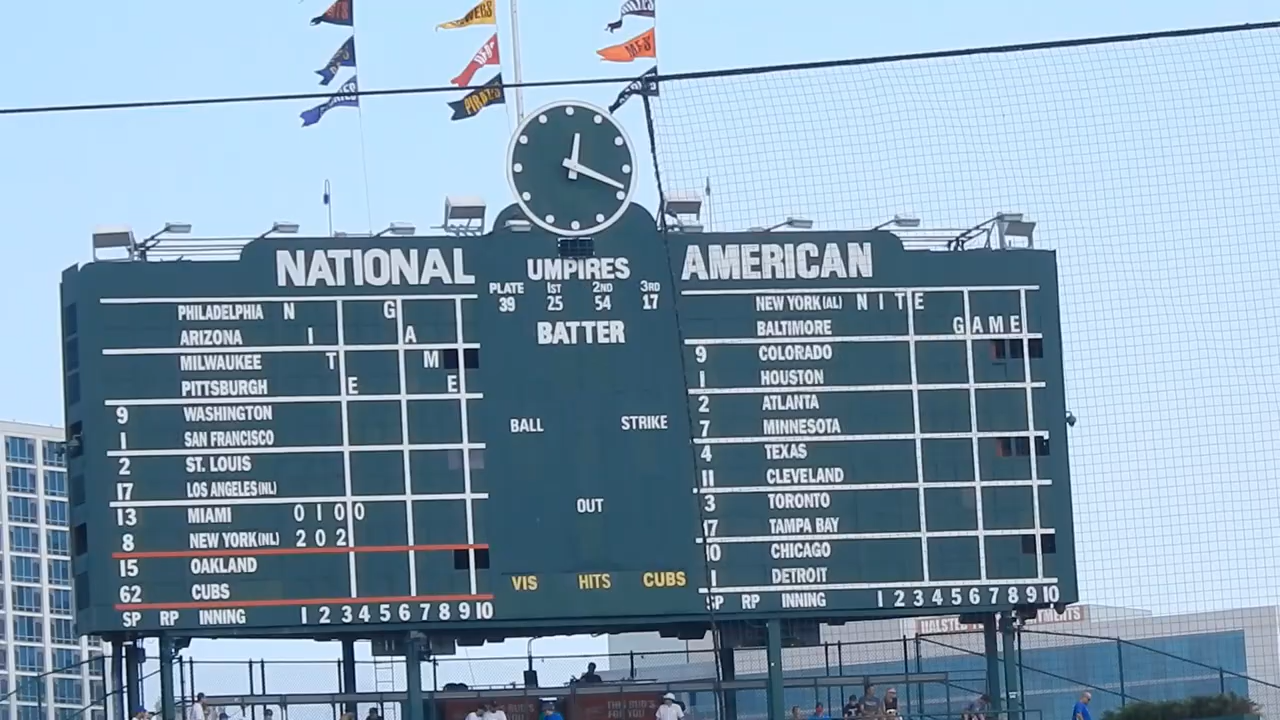 PIRATES
NATIONAL
UMPIRES
AMERICAN
PLATE 1ST 2ND 3RD
39 25 54 17
BATTER
PHILADELPHIA N G
ARIZONA I A
MILWAUKEE T M
PITTSBURGH E E
9 WASHINGTON
1 SAN FRANCISCO
2 ST. LOUIS
17 LOS ANGELES (NL)
13 MIAMI 0 1 0 0
8 NEW YORK (NL) 2 0 2
15 OAKLAND
62 CUBS
SP RP INNING 1 2 3 4 5 6 7 8 9 10
BALL STRIKE
OUT
VIS HITS CUBS
NEW YORK (AL) N I T E
BALTIMORE G A M E
9 COLORADO
1 HOUSTON
2 ATLANTA
7 MINNESOTA
4 TEXAS
11 CLEVELAND
3 TORONTO
17 TAMPA BAY
10 CHICAGO
1 DETROIT
SP RP INNING 1 2 3 4 5 6 7 8 9 10
HALSTED